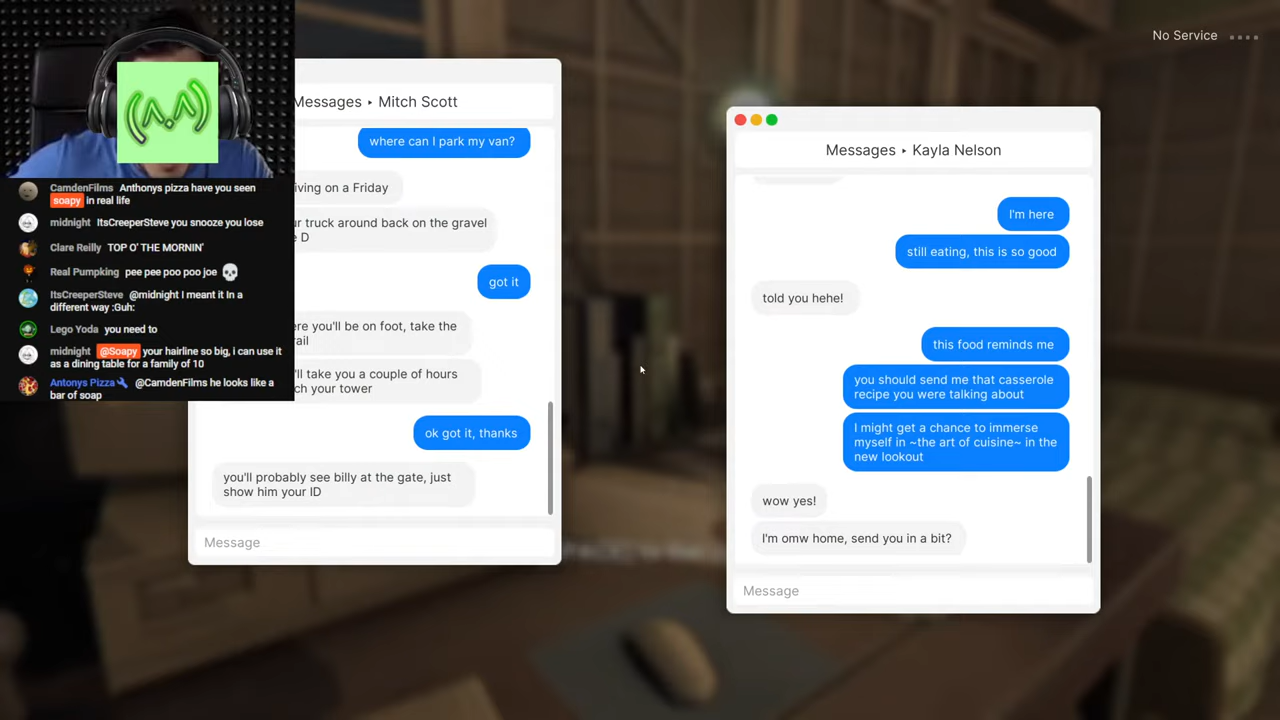 No Service
(^.^)
CamdenFilms Anthonys pizza have you seen
soapy in real life
midnight ItsCreeperSteve you snooze you lose
Clare Reilly TOP O' THE MORNIN'
Real Pumpking pee pee poo poo joe 💀
ItsCreeperSteve @midnight I meant it In a
different way :Guh:
Lego Yoda you need to
midnight @Soapy your hairline so big, i can use it
as a dining table for a family of 10
Antonys Pizza🔧 @CamdenFilms he looks like a
bar of soap
Messages ‣ Mitch Scott
where can I park my van?
iving on a Friday
ur truck around back on the gravel
e D
got it
ere you'll be on foot, take the
rail
'll take you a couple of hours
ch your tower
ok got it, thanks
you'll probably see billy at the gate, just
show him your ID
Message
Messages ‣ Kayla Nelson
I'm here
still eating, this is so good
told you hehe!
this food reminds me
you should send me that casserole
recipe you were talking about
I might get a chance to immerse
myself in ~the art of cuisine~ in the
new lookout
wow yes!
I'm omw home, send you in a bit?
Message